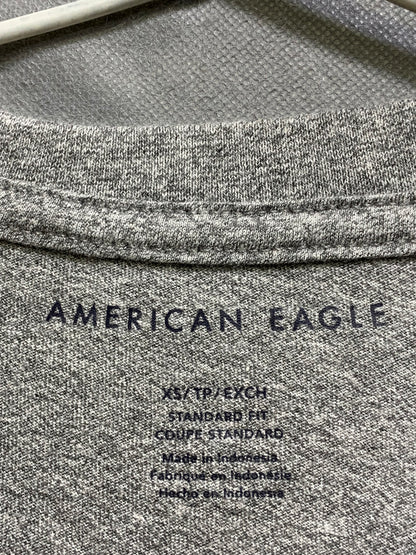 AMERICAN EAGLE
XS/TP/EXCH
STANDARD FIT
COUPE STANDARD
Made in Indonesia
Fabriqué en Indonésie
Hecho en Indonesia